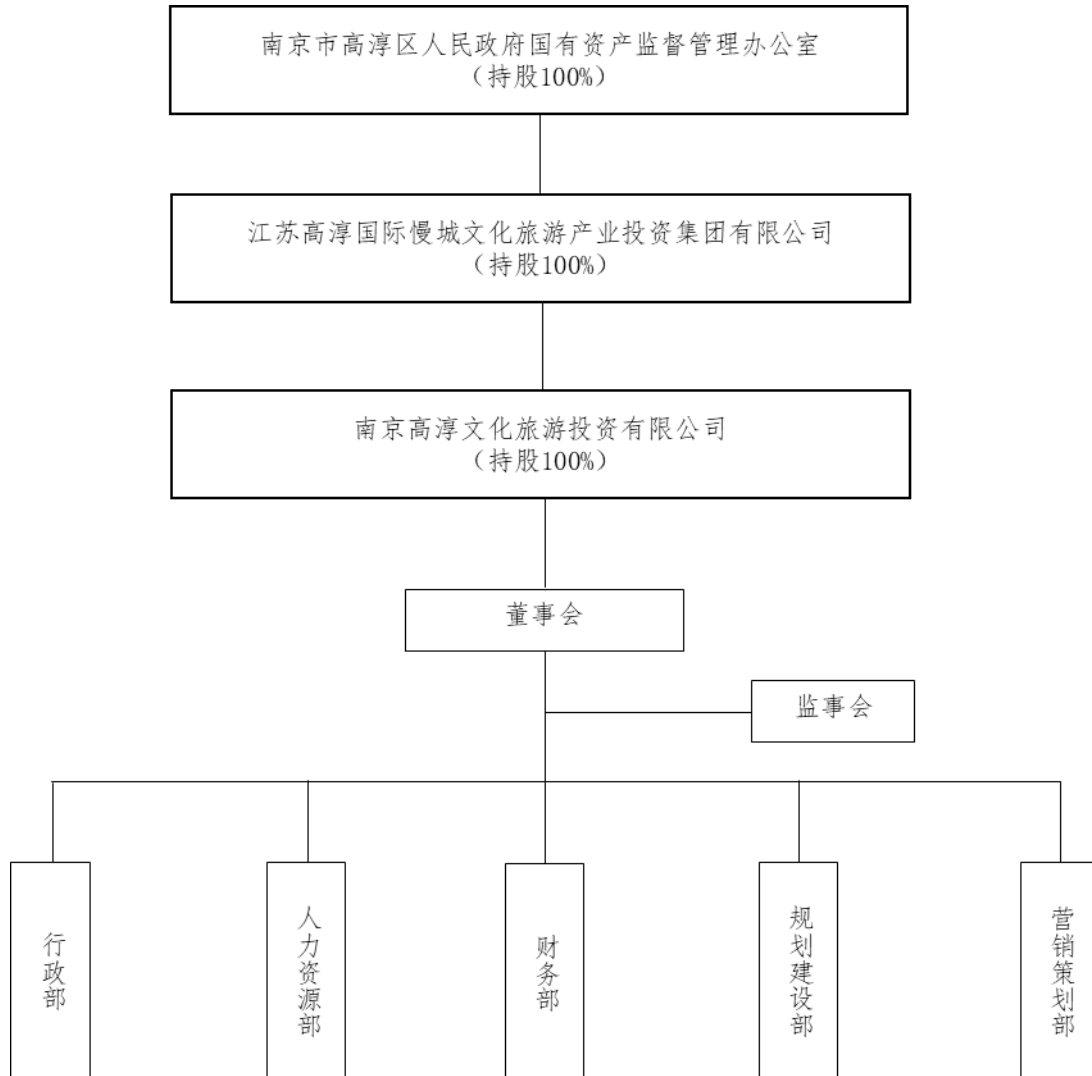 南京市高淳区人民政府国有资产监督管理办公室
（持股100%）
江苏高淳国际慢城文化旅游产业投资集团有限公司
（持股100%）
南京高淳文化旅游投资有限公司
（持股100%）
董事会
监事会
行政部
人力资源部
财务部
规划建设部
营销策划部